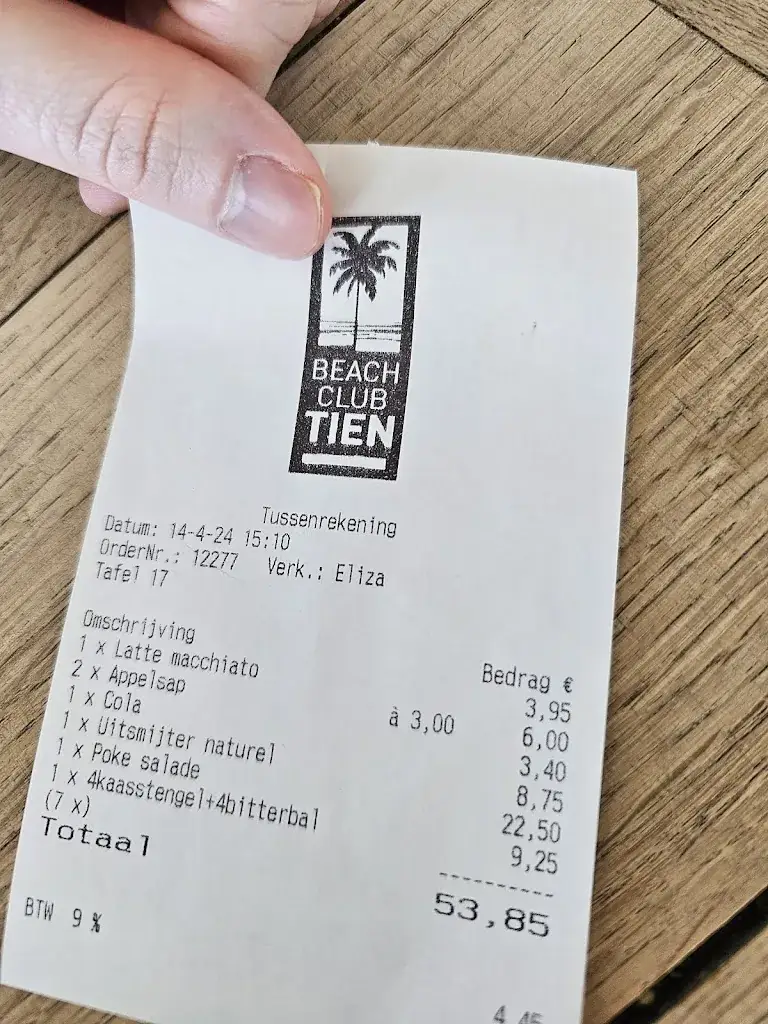 BEACH
CLUB
TIEN
Tussenrekening
Datum: 14-4-24 15:10
OrderNr.: 12277 Verk.: Eliza
Tafel 17
Omschrijving Bedrag €
1 x Latte macchiato 3,95
2 x Appelsap à 3,00 6,00
1 x Cola 3,40
1 x Uitsmijter naturel 8,75
1 x Poke salade 22,50
1 x 4kaasstengel+4bitterbal 9,25
(7 x)
Totaal 53,85
BTW 9 % 4,45